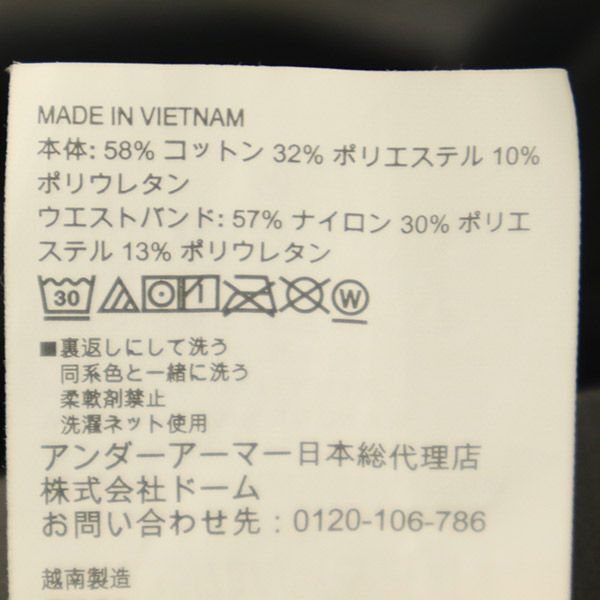 MADE IN VIETNAM
本体: 58% コットン 32% ポリエステル 10%
ポリウレタン
ウエストバンド: 57% ナイロン 30% ポリエ
ステル 13% ポリウレタン
30 W
■裏返しにして洗う
同系色と一緒に洗う
柔軟剤禁止
洗濯ネット使用
アンダーアーマー日本総代理店
株式会社ドーム
お問い合わせ先：0120-106-786
越南製造